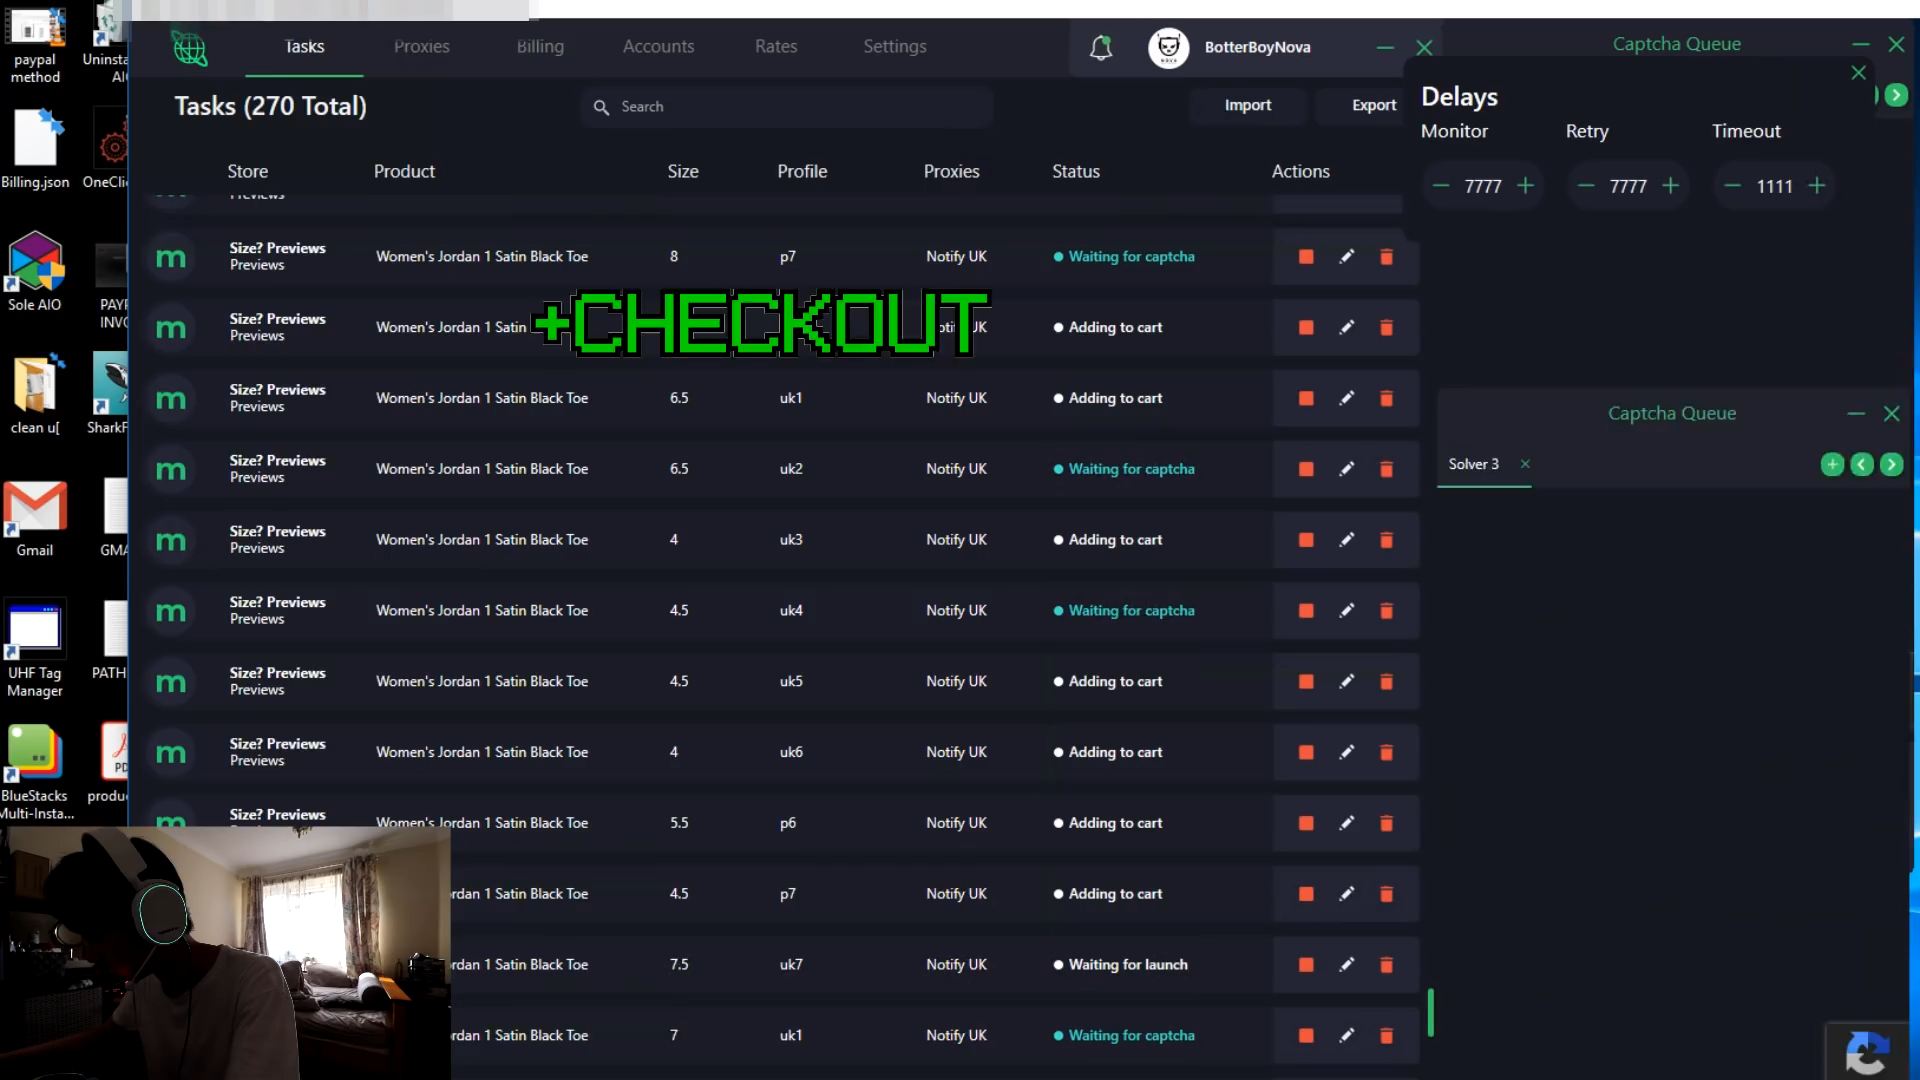 paypal
method
Uninsta
Tasks
Proxies
Billing
Accounts
Rates
Settings
BotterBoyNova
Captcha Queue
Tasks (270 Total)
Search
Import
Export
Delays
Monitor
Retry
Timeout
7777
7777
1111
Billing.json
OneCli
Store
Product
Size
Profile
Proxies
Status
Actions
Previews
Size? Previews
Previews
Women's Jordan 1 Satin Black Toe
8
p7
Notify UK
Waiting for captcha
Sole AIO
PAYP
INVO
Size? Previews
Previews
Women's Jordan 1 Satin
+CHECKOUT
UK
Adding to cart
Size? Previews
Previews
Women's Jordan 1 Satin Black Toe
6.5
uk1
Notify UK
Adding to cart
clean u[
SharkF
Captcha Queue
Solver 3
Size? Previews
Previews
Women's Jordan 1 Satin Black Toe
6.5
uk2
Notify UK
Waiting for captcha
Gmail
GMA
Size? Previews
Previews
Women's Jordan 1 Satin Black Toe
4
uk3
Notify UK
Adding to cart
Size? Previews
Previews
Women's Jordan 1 Satin Black Toe
4.5
uk4
Notify UK
Waiting for captcha
UHF Tag
Manager
PATH
Size? Previews
Previews
Women's Jordan 1 Satin Black Toe
4.5
uk5
Notify UK
Adding to cart
Size? Previews
Previews
Women's Jordan 1 Satin Black Toe
4
uk6
Notify UK
Adding to cart
BlueStacks
Multi-Insta...
produ
Size? Previews
Women's Jordan 1 Satin Black Toe
5.5
p6
Notify UK
Adding to cart
rdan 1 Satin Black Toe
4.5
p7
Notify UK
Adding to cart
rdan 1 Satin Black Toe
7.5
uk7
Notify UK
Waiting for launch
rdan 1 Satin Black Toe
7
uk1
Notify UK
Waiting for captcha